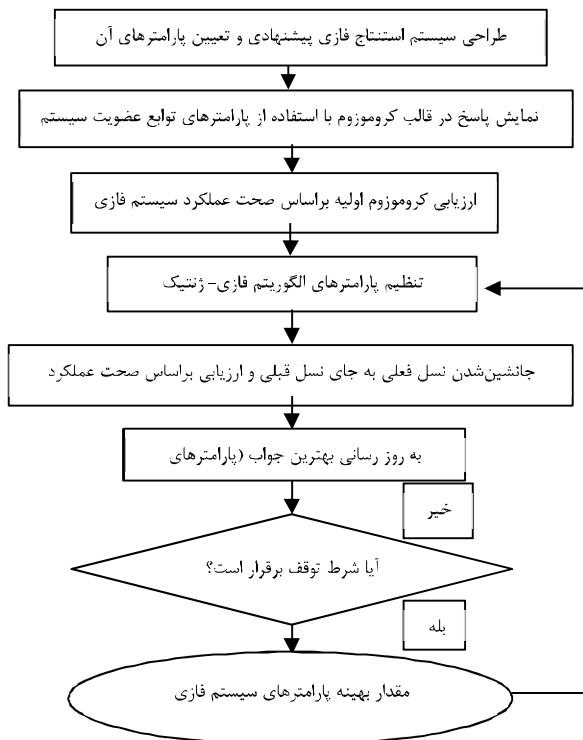 طراحی سیستم استنتاج فازی پیشنهادی و تعیین پارامترهای آن
نمایش پاسخ در قالب کروموزوم با استفاده از پارامترهای توابع عضویت سیستم
ارزیابی کروموزوم اولیه براساس صحت عملکرد سیستم فازی
تنظیم پارامترهای الگوریتم فازی- ژنتیک
جانشین‌شدن نسل فعلی به جای نسل قبلی و ارزیابی براساس صحت عملکرد
به روز رسانی بهترین جواب (پارامترهای
خیر
آیا شرط توقف برقرار است؟
بله
مقدار بهینه پارامترهای سیستم فازی